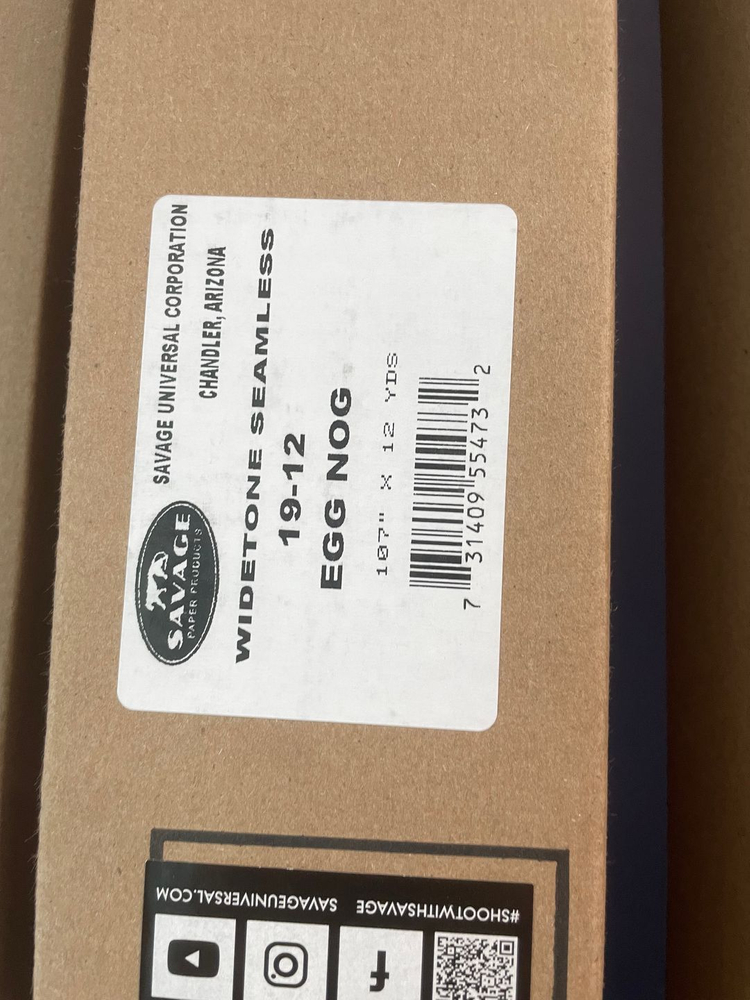 SAVAGE UNIVERSAL CORPORATION
CHANDLER, ARIZONA
SAVAGE
PAPER PRODUCTS
WIDETONE SEAMLESS
19-12
EGG NOG
107" X 12 YDS
7 31409 55473 2
#SHOOTWITHSAVAGE
SAVAGEUNIVERSAL.COM